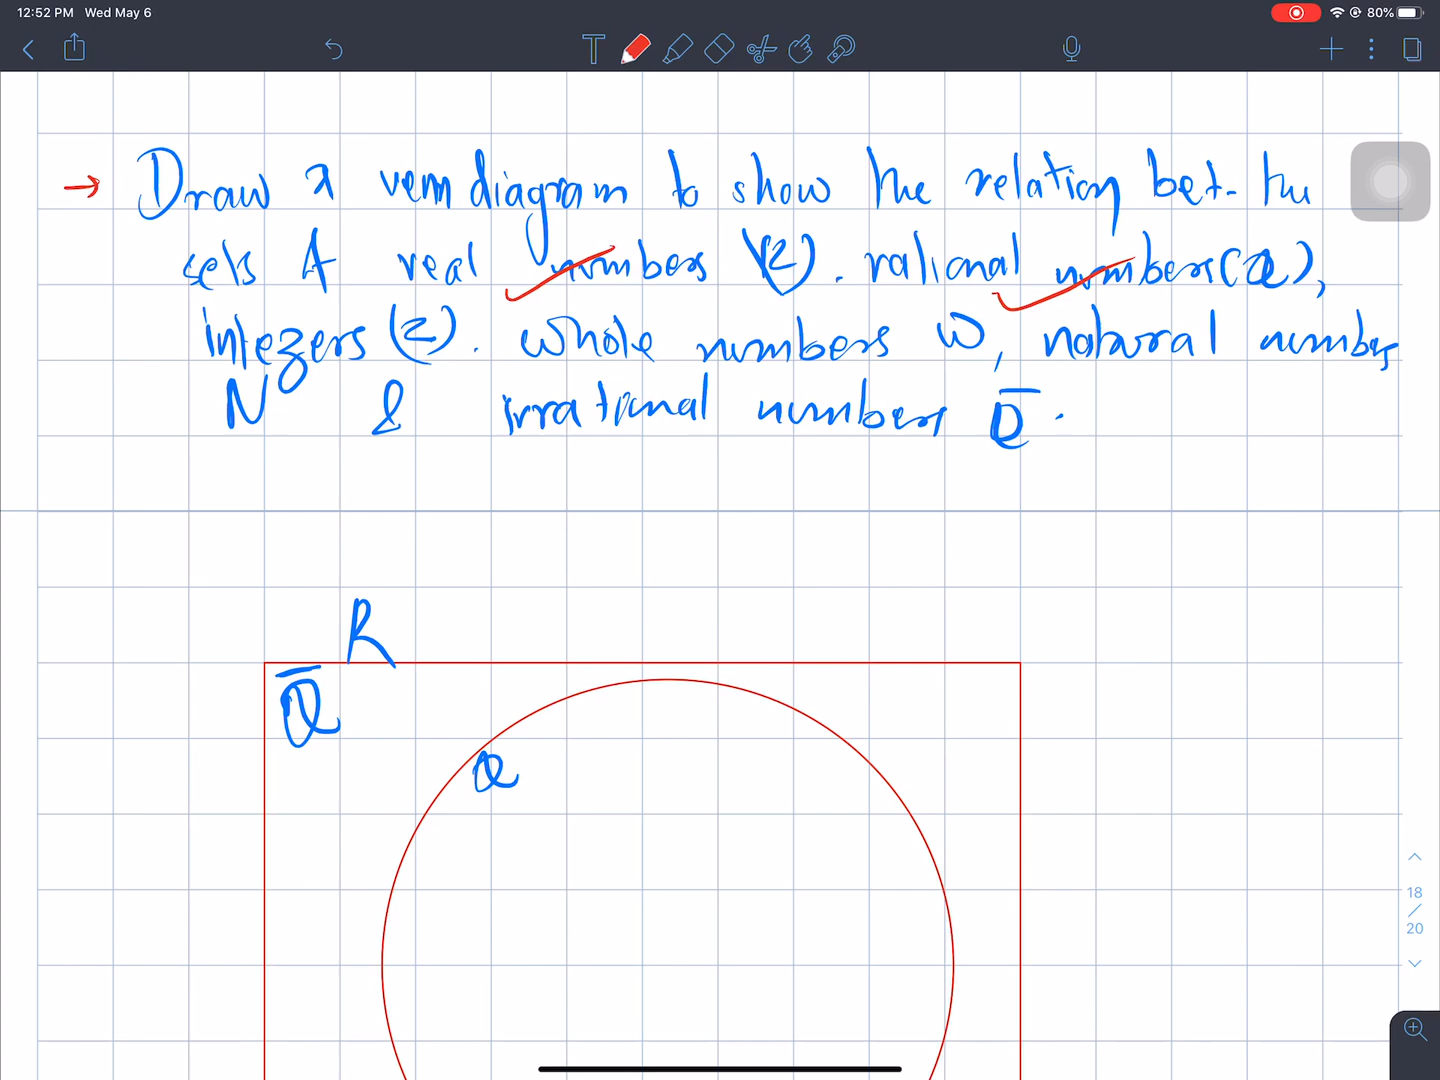 12:52 PM Wed May 6 80%
→ Draw a venn diagram to show the relation bet. the
sets of real numbers (R). rational numbers (Q),
integers (Z). Whole numbers W, natural numbers
N & irrational numbers Q̅.
R
Q̅
Q
18
/
20